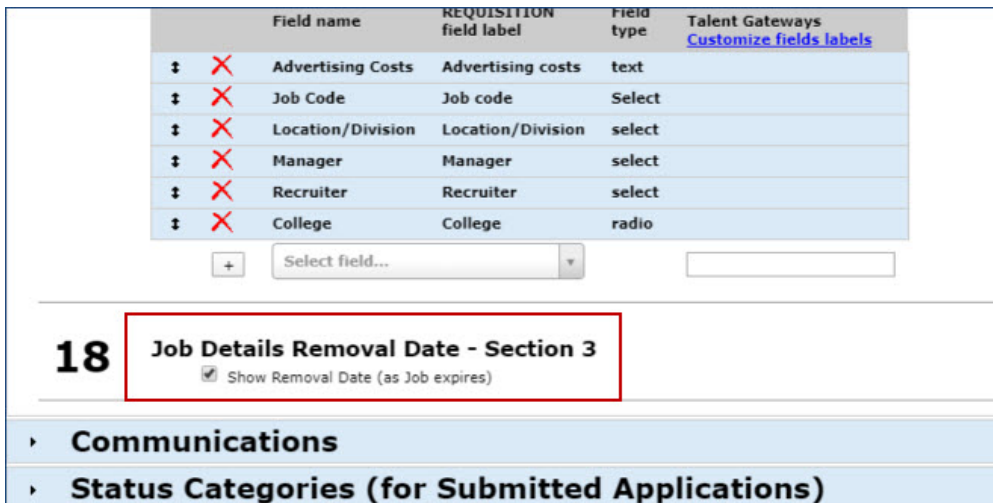 Field name REQUISITION field label Field type Talent Gateways
Customize fields labels
Advertising Costs Advertising costs text
Job Code Job code Select
Location/Division Location/Division select
Manager Manager select
Recruiter Recruiter select
College College radio
+ Select field...
18 Job Details Removal Date - Section 3
Show Removal Date (as Job expires)
Communications
Status Categories (for Submitted Applications)